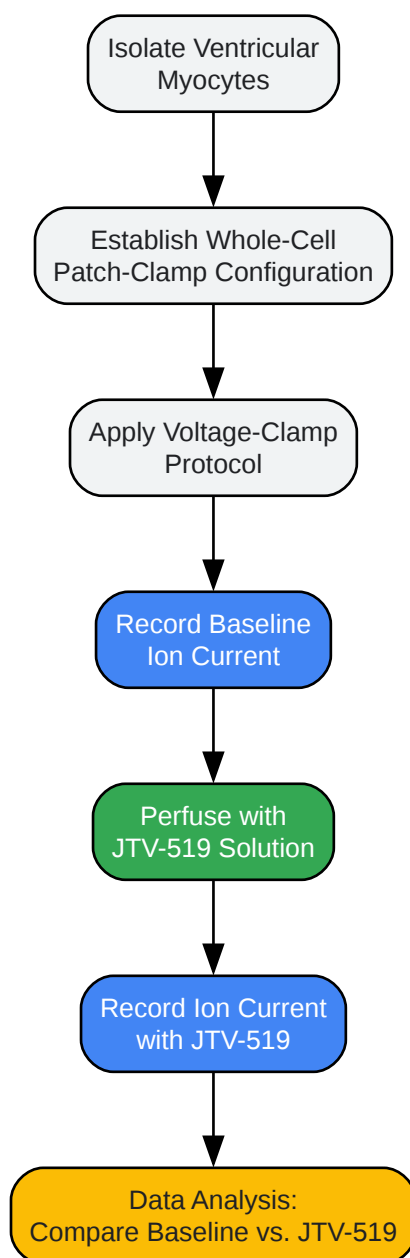 Isolate Ventricular
Myocytes
Establish Whole-Cell
Patch-Clamp Configuration
Apply Voltage-Clamp
Protocol
Record Baseline
Ion Current
Perfuse with
JTV-519 Solution
Record Ion Current
with JTV-519
Data Analysis:
Compare Baseline vs. JTV-519